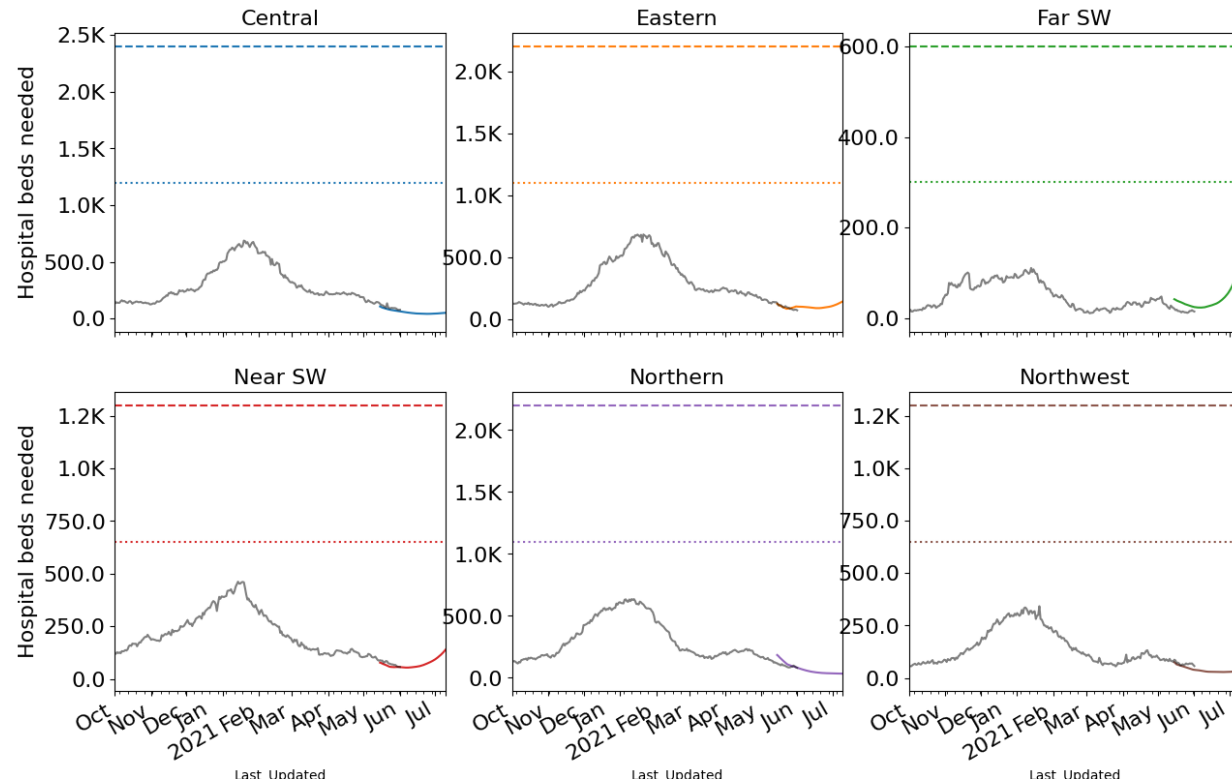 Central
Eastern
Far SW
Hospital beds needed
2.5K
2.0K
1.5K
1.0K
500.0
0.0
2.0K
1.5K
1.0K
500.0
0.0
600.0
400.0
200.0
0.0
Near SW
Northern
Northwest
Hospital beds needed
1.2K
1.0K
750.0
500.0
250.0
0.0
2.0K
1.5K
1.0K
500.0
0.0
1.2K
1.0K
750.0
500.0
250.0
0.0
Oct Nov Dec Jan 2021 Feb Mar Apr May Jun Jul
Oct Nov Dec Jan 2021 Feb Mar Apr May Jun Jul
Oct Nov Dec Jan 2021 Feb Mar Apr May Jun Jul
Last_Updated
Last_Updated